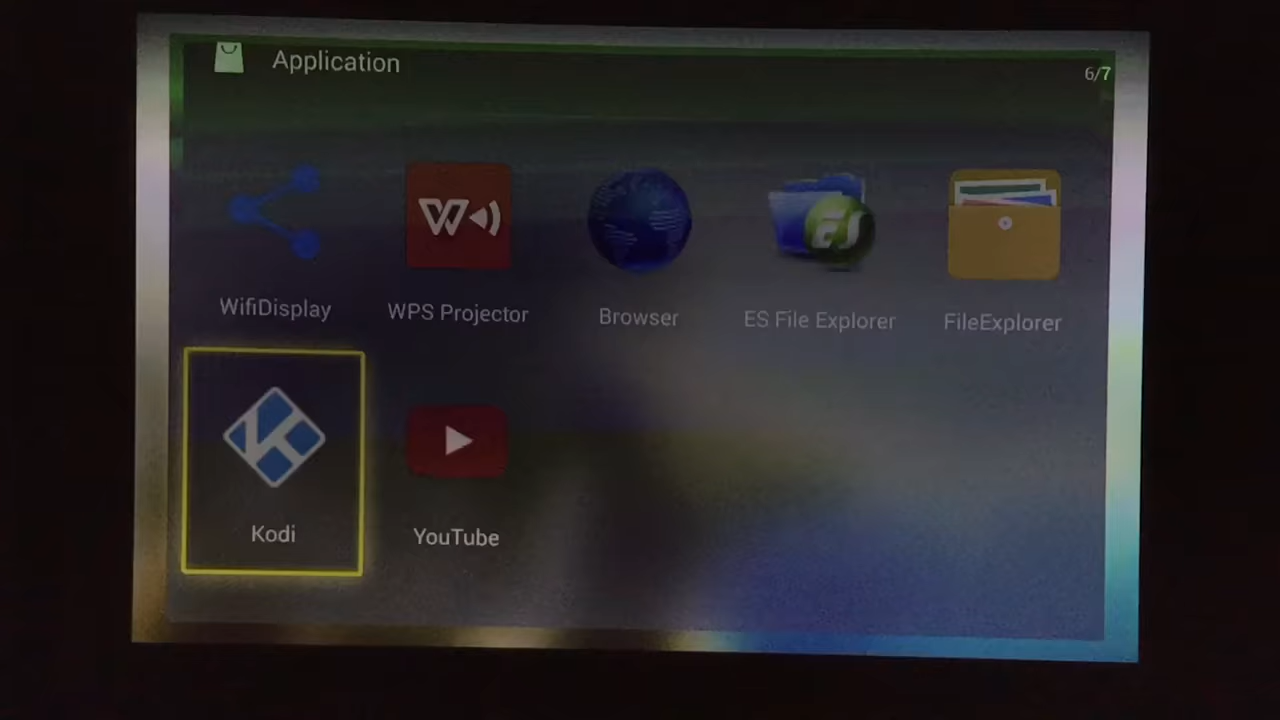 Application
6/7
WifiDisplay
WPS Projector
Browser
ES File Explorer
FileExplorer
Kodi
YouTube